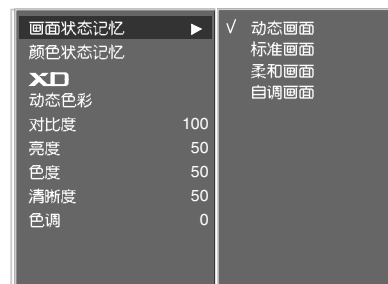 画面状态记忆 ▶
颜色状态记忆
XD
动态色彩
对比度 100
亮度 50
色度 50
清晰度 50
色调 0
√ 动态画面
标准画面
柔和画面
自调画面